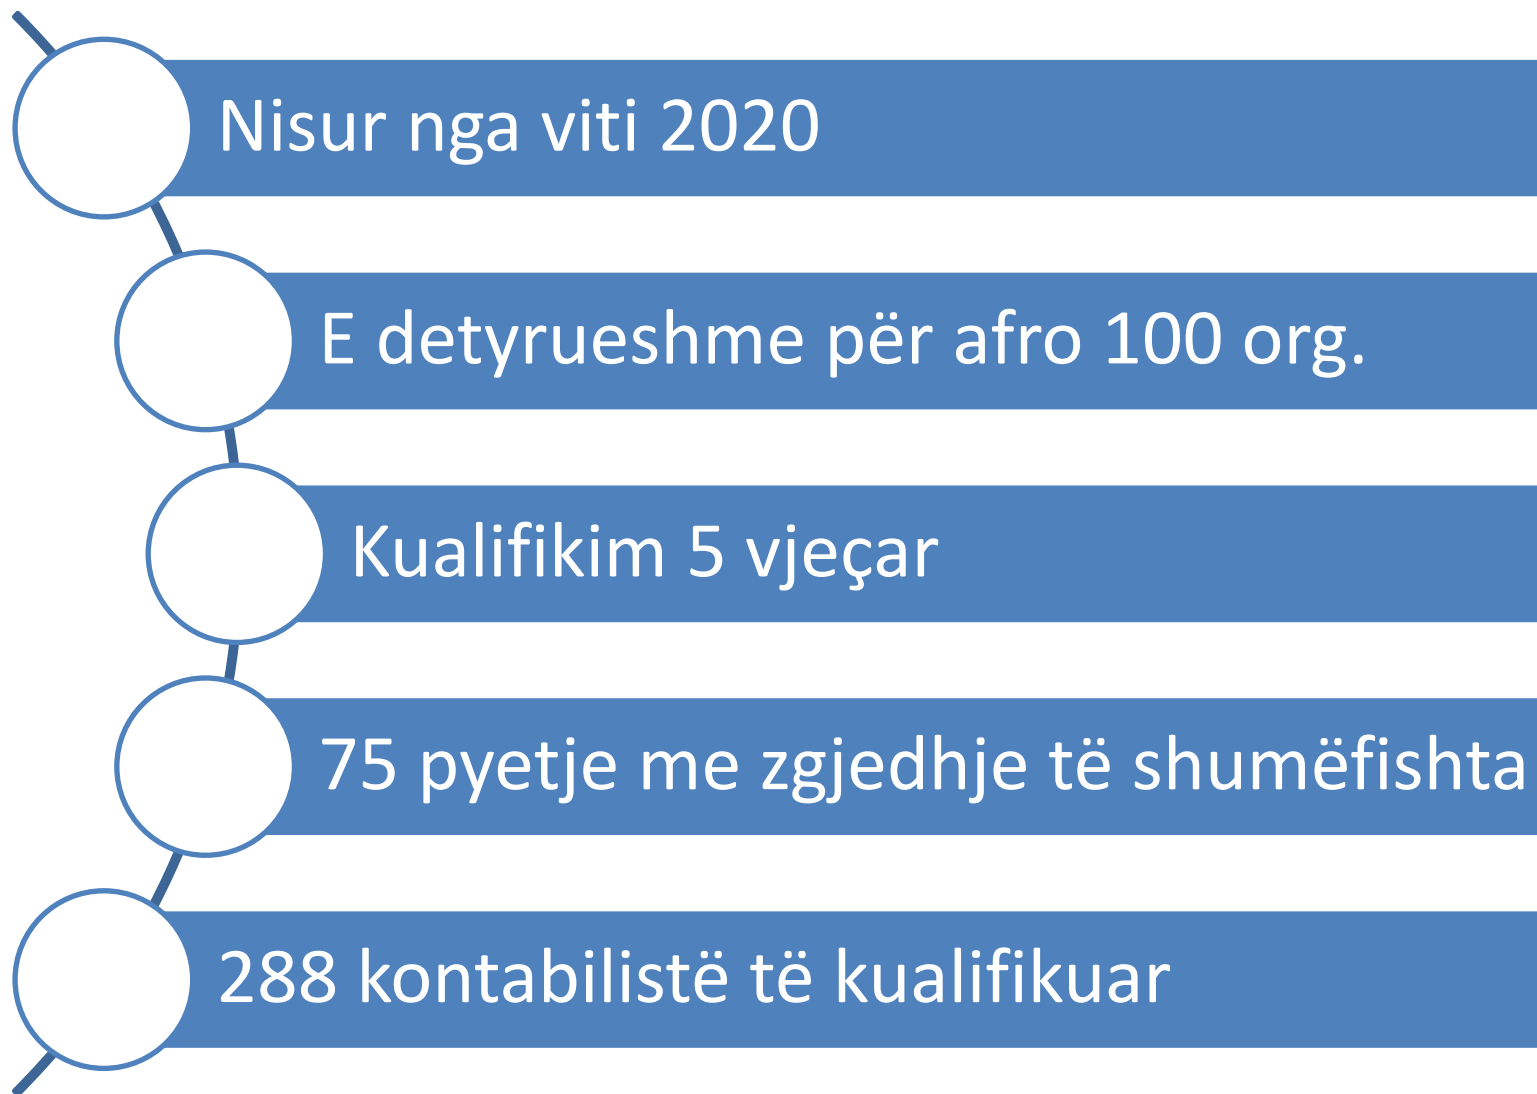 Nisur nga viti 2020
E detyrueshme për afro 100 org.
Kualifikim 5 vjeçar
75 pyetje me zgjedhje të shumëfishta
288 kontabilistë të kualifikuar